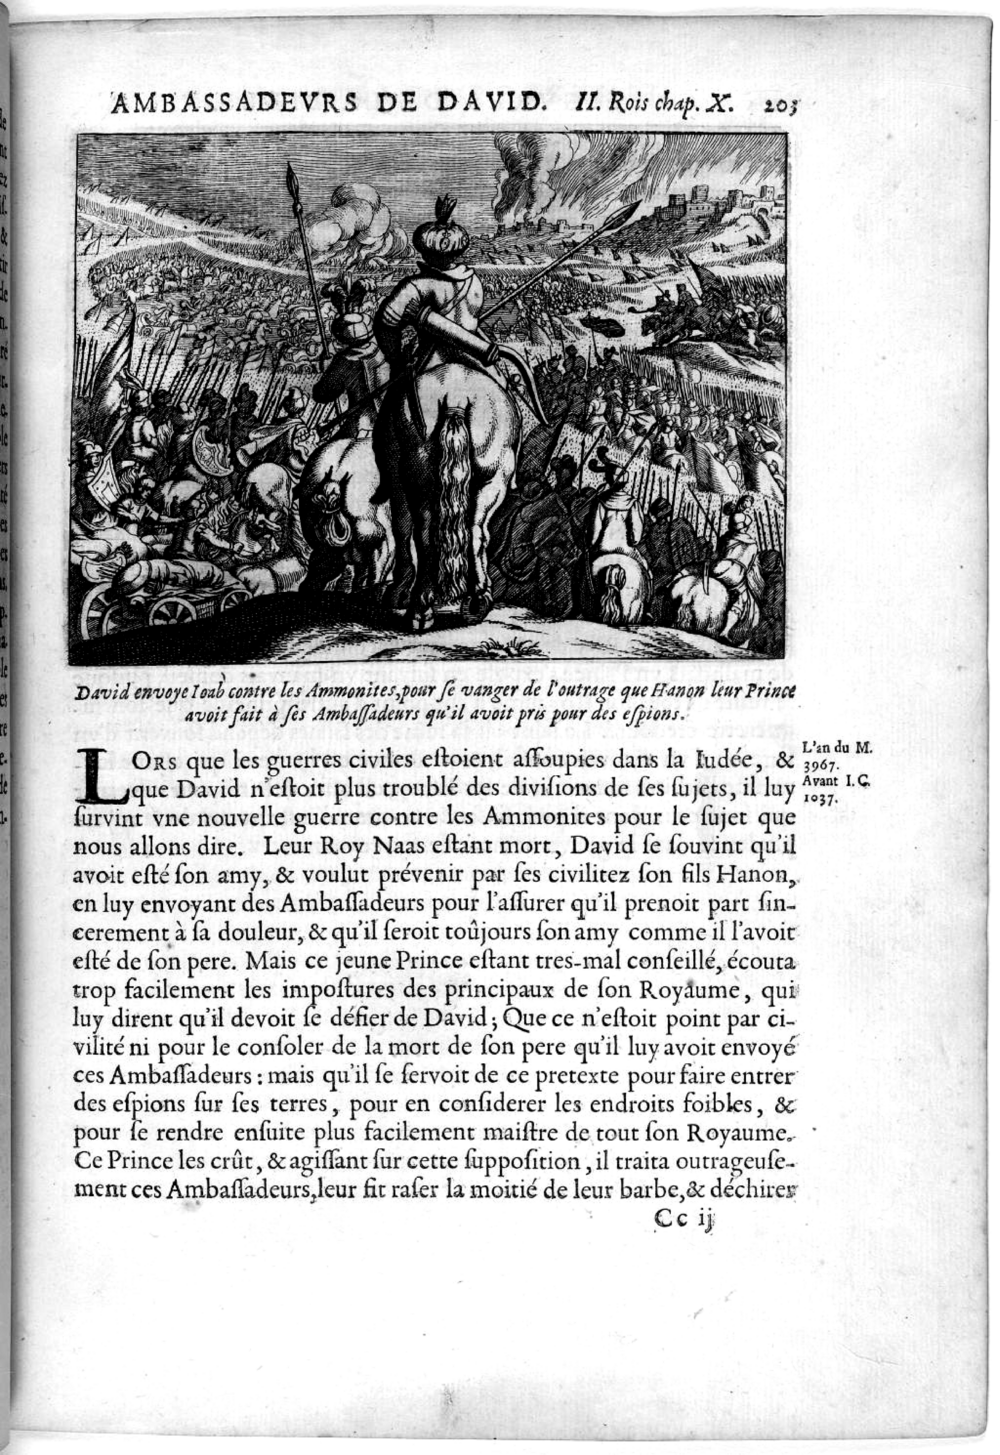 AMBASSADEVRS DE DAVID. II. Rois chap. X. 203
David envoye Ioab contre les Ammonites, pour ſe vanger de l'outrage que Hanon leur Prince
avoit fait à ſes Ambaſſadeurs qu'il avoit pris pour des eſpions.
LORS que les guerres civiles eſtoient aſſoupies dans la Iudée, &
que David n'eſtoit plus troublé des diviſions de ſes ſujets, il luy
ſurvint vne nouvelle guerre contre les Ammonites pour le ſujet que
nous allons dire. Leur Roy Naas eſtant mort, David ſe ſouvint qu'il
avoit eſté ſon amy, & voulut prévenir par ſes civilitez ſon fils Hanon,
en luy envoyant des Ambaſſadeurs pour l'aſſurer qu'il prenoit part ſin-
cerement à ſa douleur, & qu'il ſeroit toûjours ſon amy comme il l'avoit
eſté de ſon pere. Mais ce jeune Prince eſtant tres-mal conſeillé, écouta
trop facilement les impoſtures des principaux de ſon Royaume, qui
luy dirent qu'il devoit ſe défier de David; Que ce n'eſtoit point par ci-
vilité ni pour le conſoler de la mort de ſon pere qu'il luy avoit envoyé
ces Ambaſſadeurs: mais qu'il ſe ſervoit de ce pretexte pour faire entrer
des eſpions ſur ſes terres, pour en conſiderer les endroits foibles, &
pour ſe rendre enſuite plus facilement maiſtre de tout ſon Royaume.
Ce Prince les crût, & agiſſant ſur cette ſuppoſition, il traita outrageuſe-
ment ces Ambaſſadeurs, leur fit raſer la moitié de leur barbe, & déchirer
Cc ij
L'an du M.
3967.
Avant I. C.
1037.